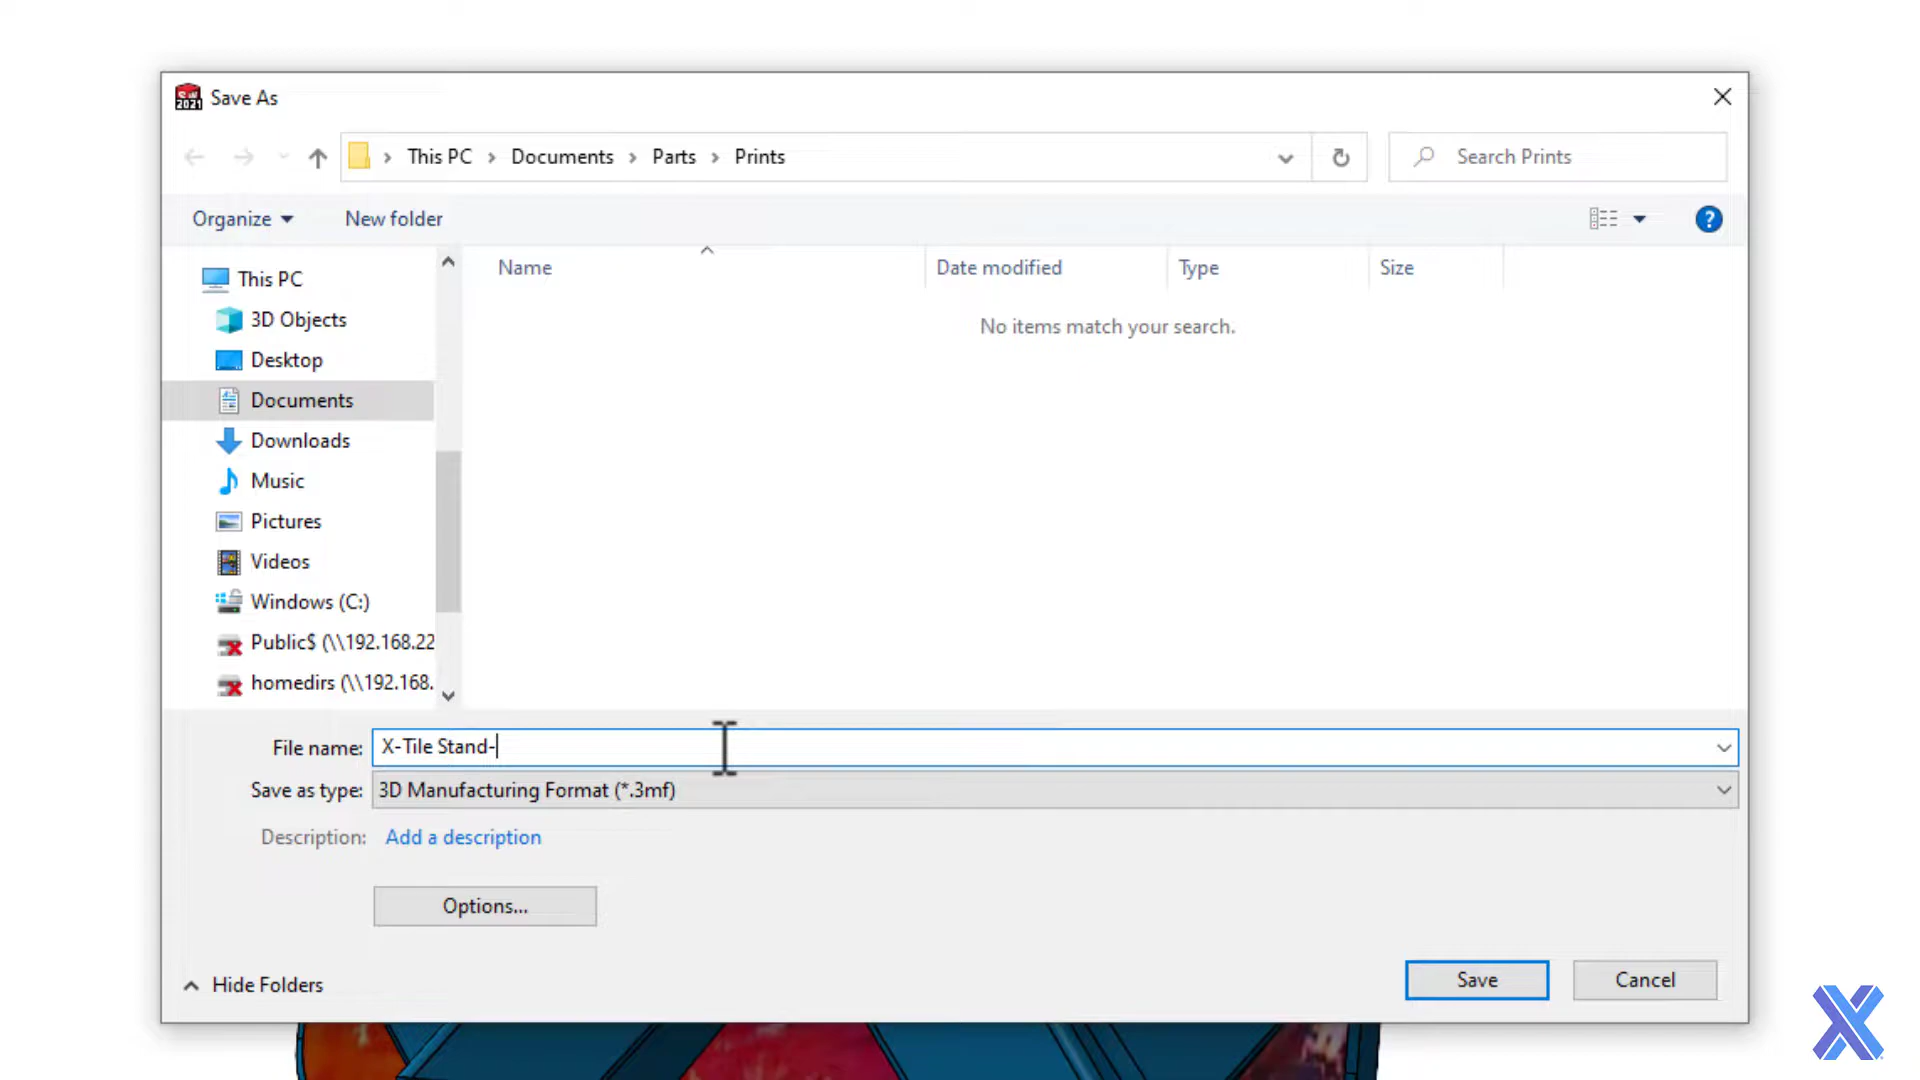 SW 2021 Save As
This PC > Documents > Parts > Prints
Search Prints
Organize
New folder
?
Name
Date modified
Type
Size
No items match your search.
This PC
3D Objects
Desktop
Documents
Downloads
Music
Pictures
Videos
Windows (C:)
Public$ (\\192.168.22
homedirs (\\192.168.
File name: X-Tile Stand-
Save as type: 3D Manufacturing Format (*.3mf)
Description: Add a description
Options...
Hide Folders
Save
Cancel
X